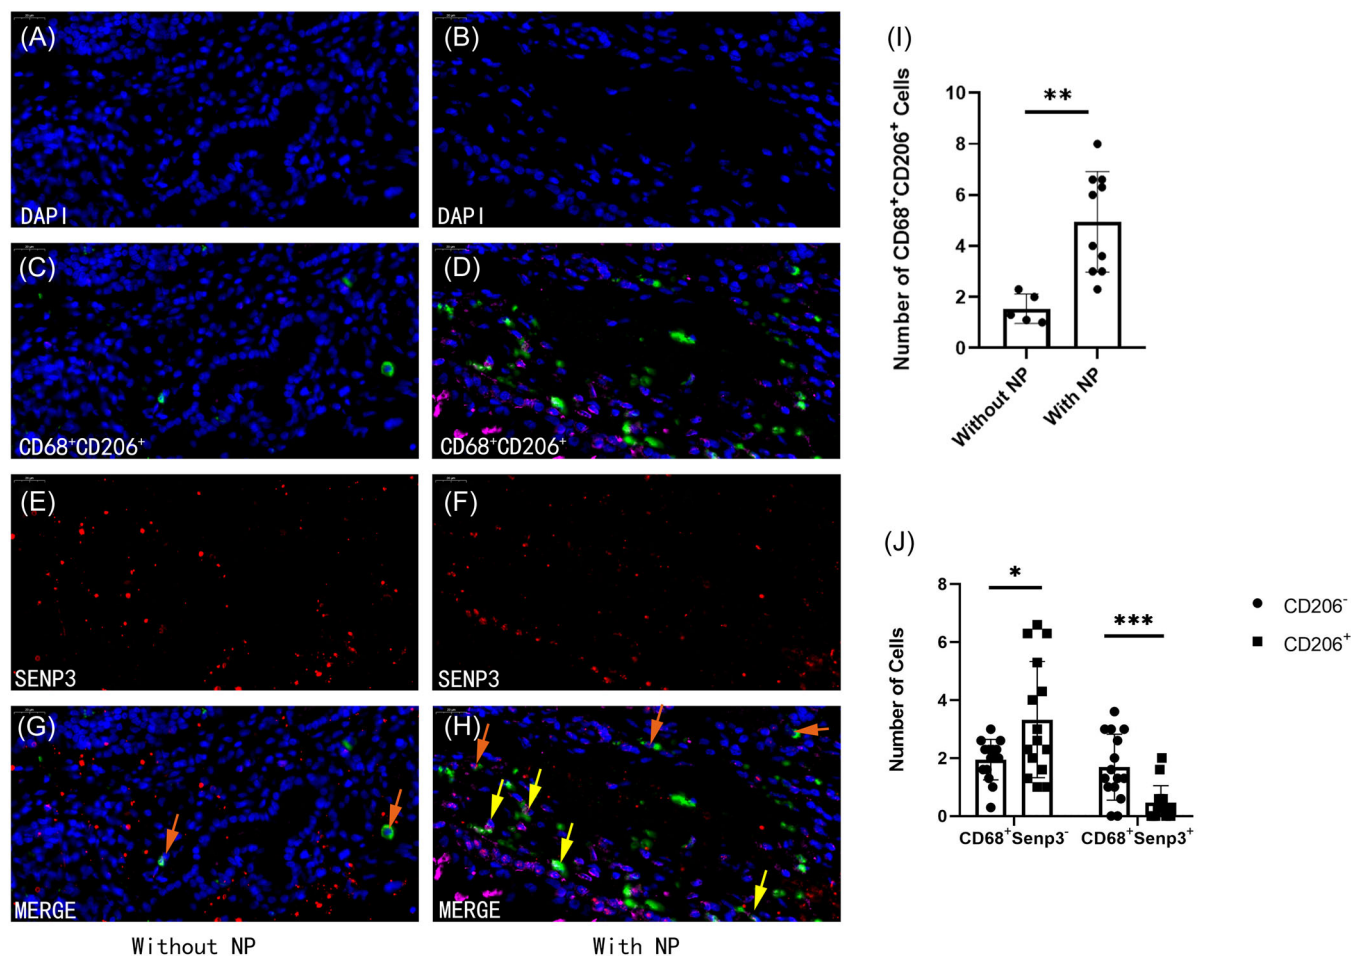 (A)
DAPI
(B)
DAPI
(C)
CD68⁺CD206⁺
(D)
CD68⁺CD206⁺
(E)
SENP3
(F)
SENP3
(G)
MERGE
(H)
MERGE
Without NP
With NP
(I)
Number of CD68⁺CD206⁺ Cells
10
8
6
4
2
0
**
Without NP
With NP
(J)
Number of Cells
8
6
4
2
0
*
***
CD68⁺Senp3⁻
CD68⁺Senp3⁺
CD206⁻
CD206⁺